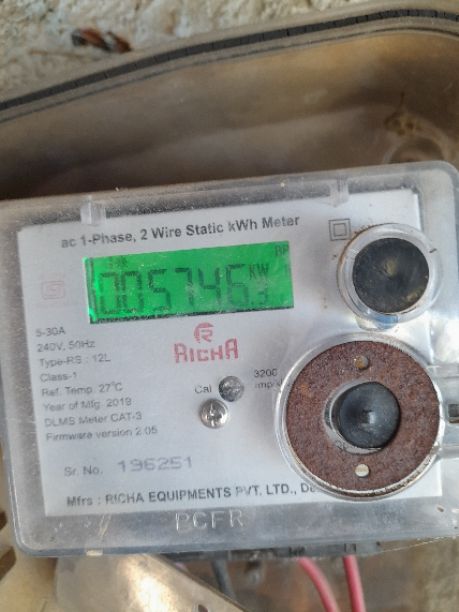 ac 1-Phase, 2 Wire Static kWh Meter
005746
KW
5-30A
240V, 50Hz
Type-RS : 12L
Class-1
Ref. Temp. 27°C
Year of Mfg. 2019
DLMS Meter CAT-3
Firmware version 2.05
RICHA
Cal
3200
imp/
Sr. No. 196251
Mfrs : RICHA EQUIPMENTS PVT. LTD.,
PCFR